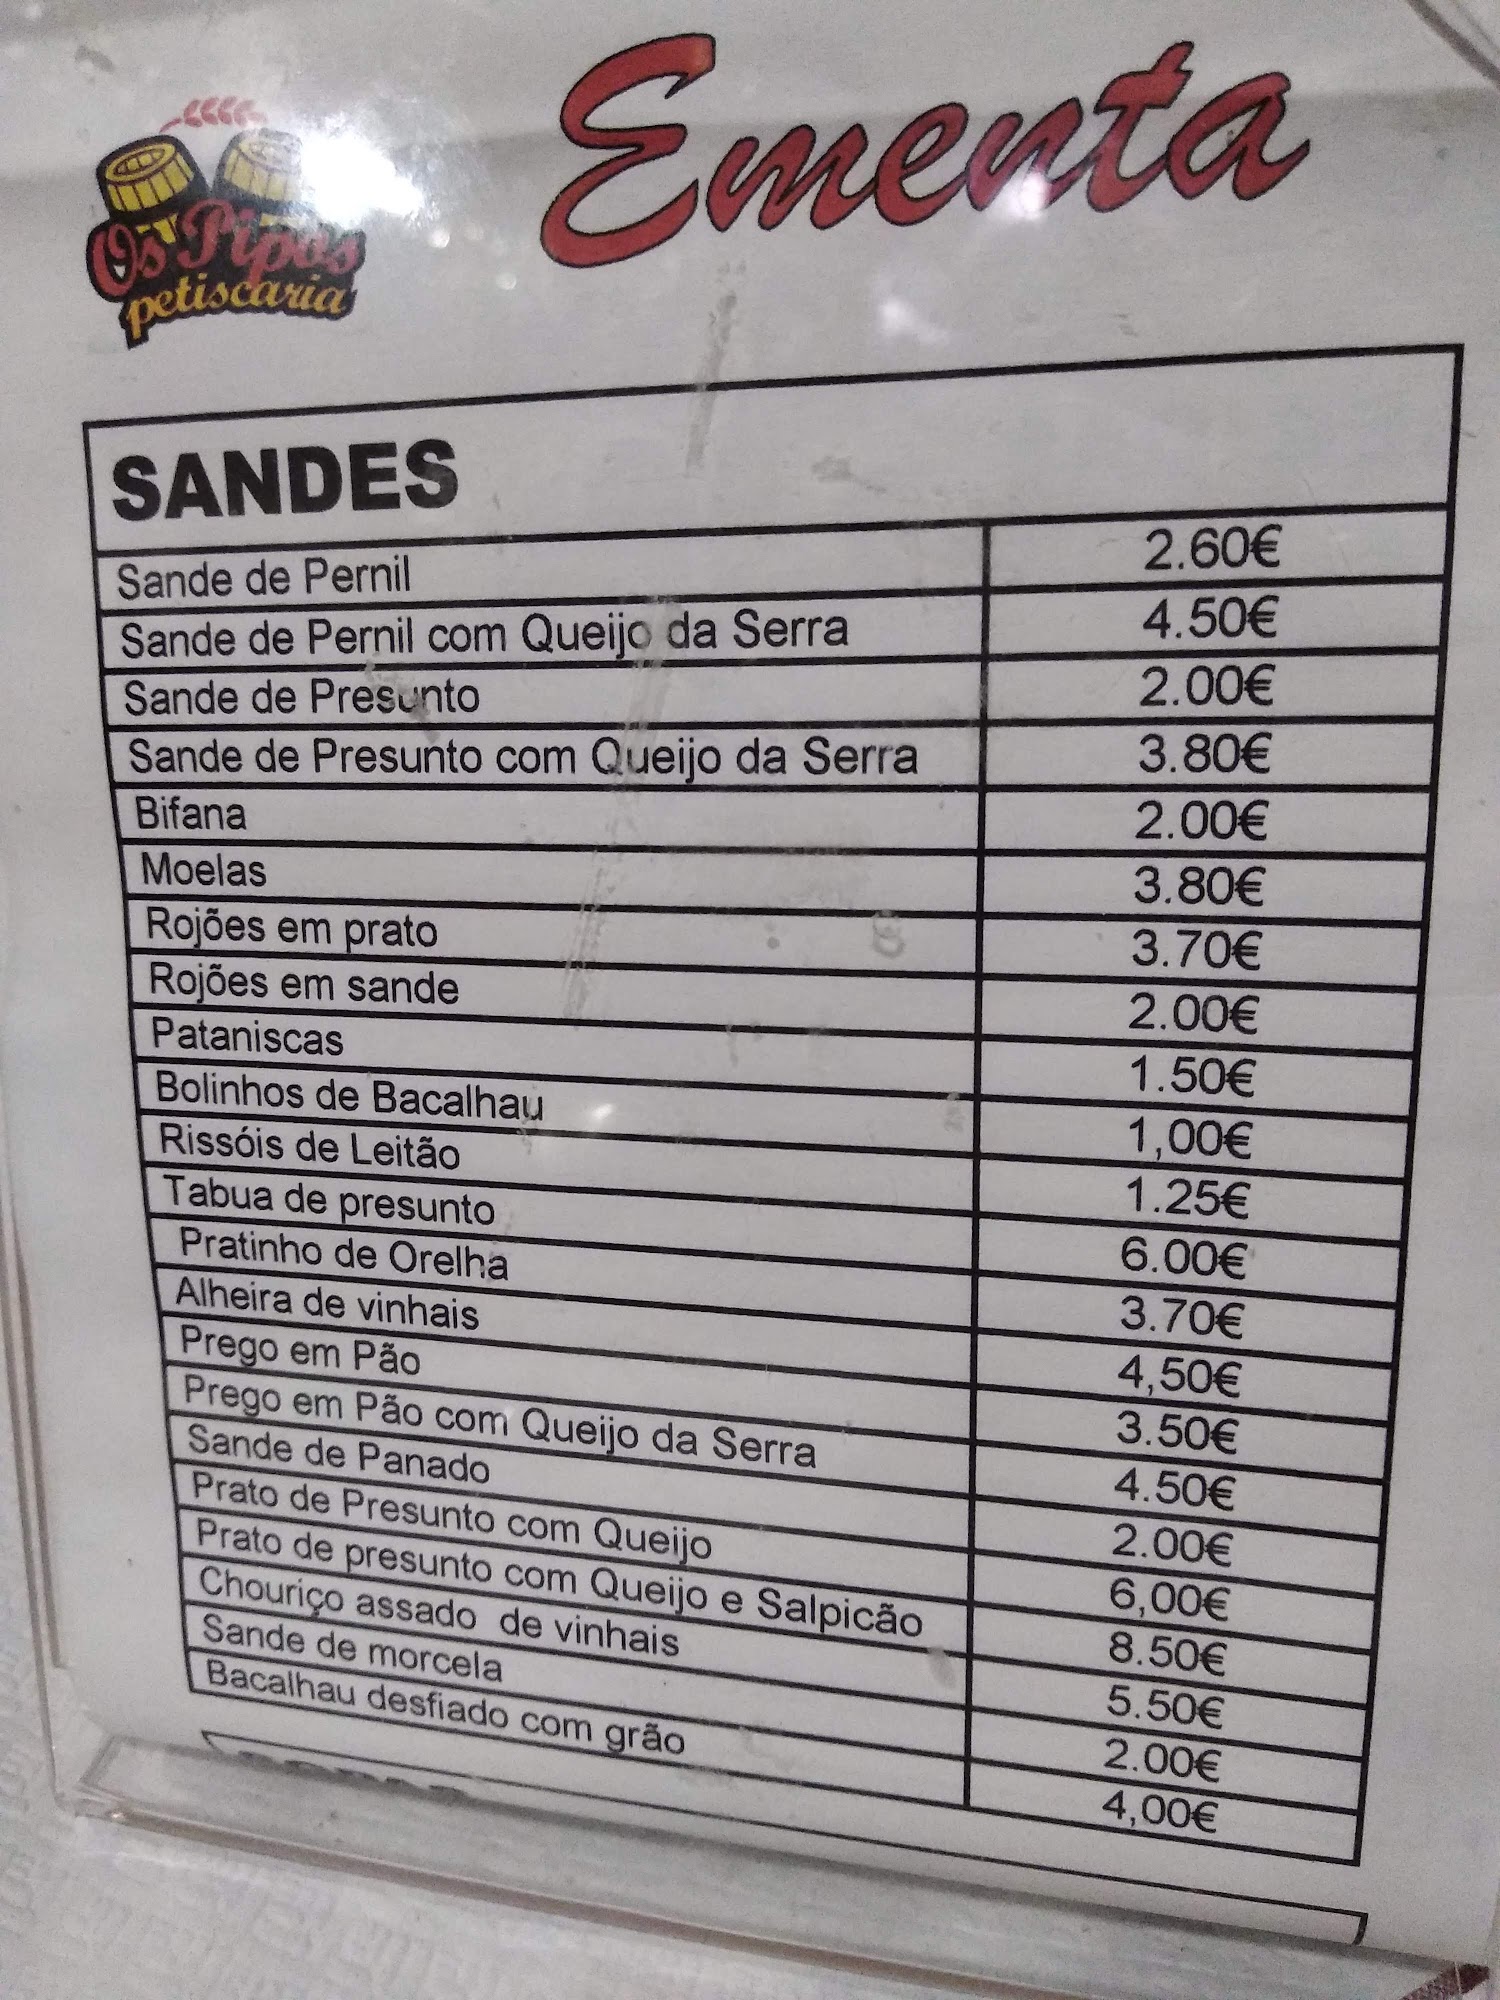 Ementa
Os Pipos
petiscaria
SANDES
Sande de Pernil 2.60€
Sande de Pernil com Queijo da Serra 4.50€
Sande de Presunto 2.00€
Sande de Presunto com Queijo da Serra 3.80€
Bifana 2.00€
Moelas 3.80€
Rojões em prato 3.70€
Rojões em sande 2.00€
Pataniscas 1.50€
Bolinhos de Bacalhau 1,00€
Rissóis de Leitão 1.25€
Tabua de presunto 6.00€
Pratinho de Orelha 3.70€
Alheira de vinhais 4,50€
Prego em Pão 3.50€
Prego em Pão com Queijo da Serra 4.50€
Sande de Panado 2.00€
Prato de Presunto com Queijo 6,00€
Prato de presunto com Queijo e Salpicão 8.50€
Chouriço assado de vinhais 5.50€
Sande de morcela 2.00€
Bacalhau desfiado com grão 4,00€